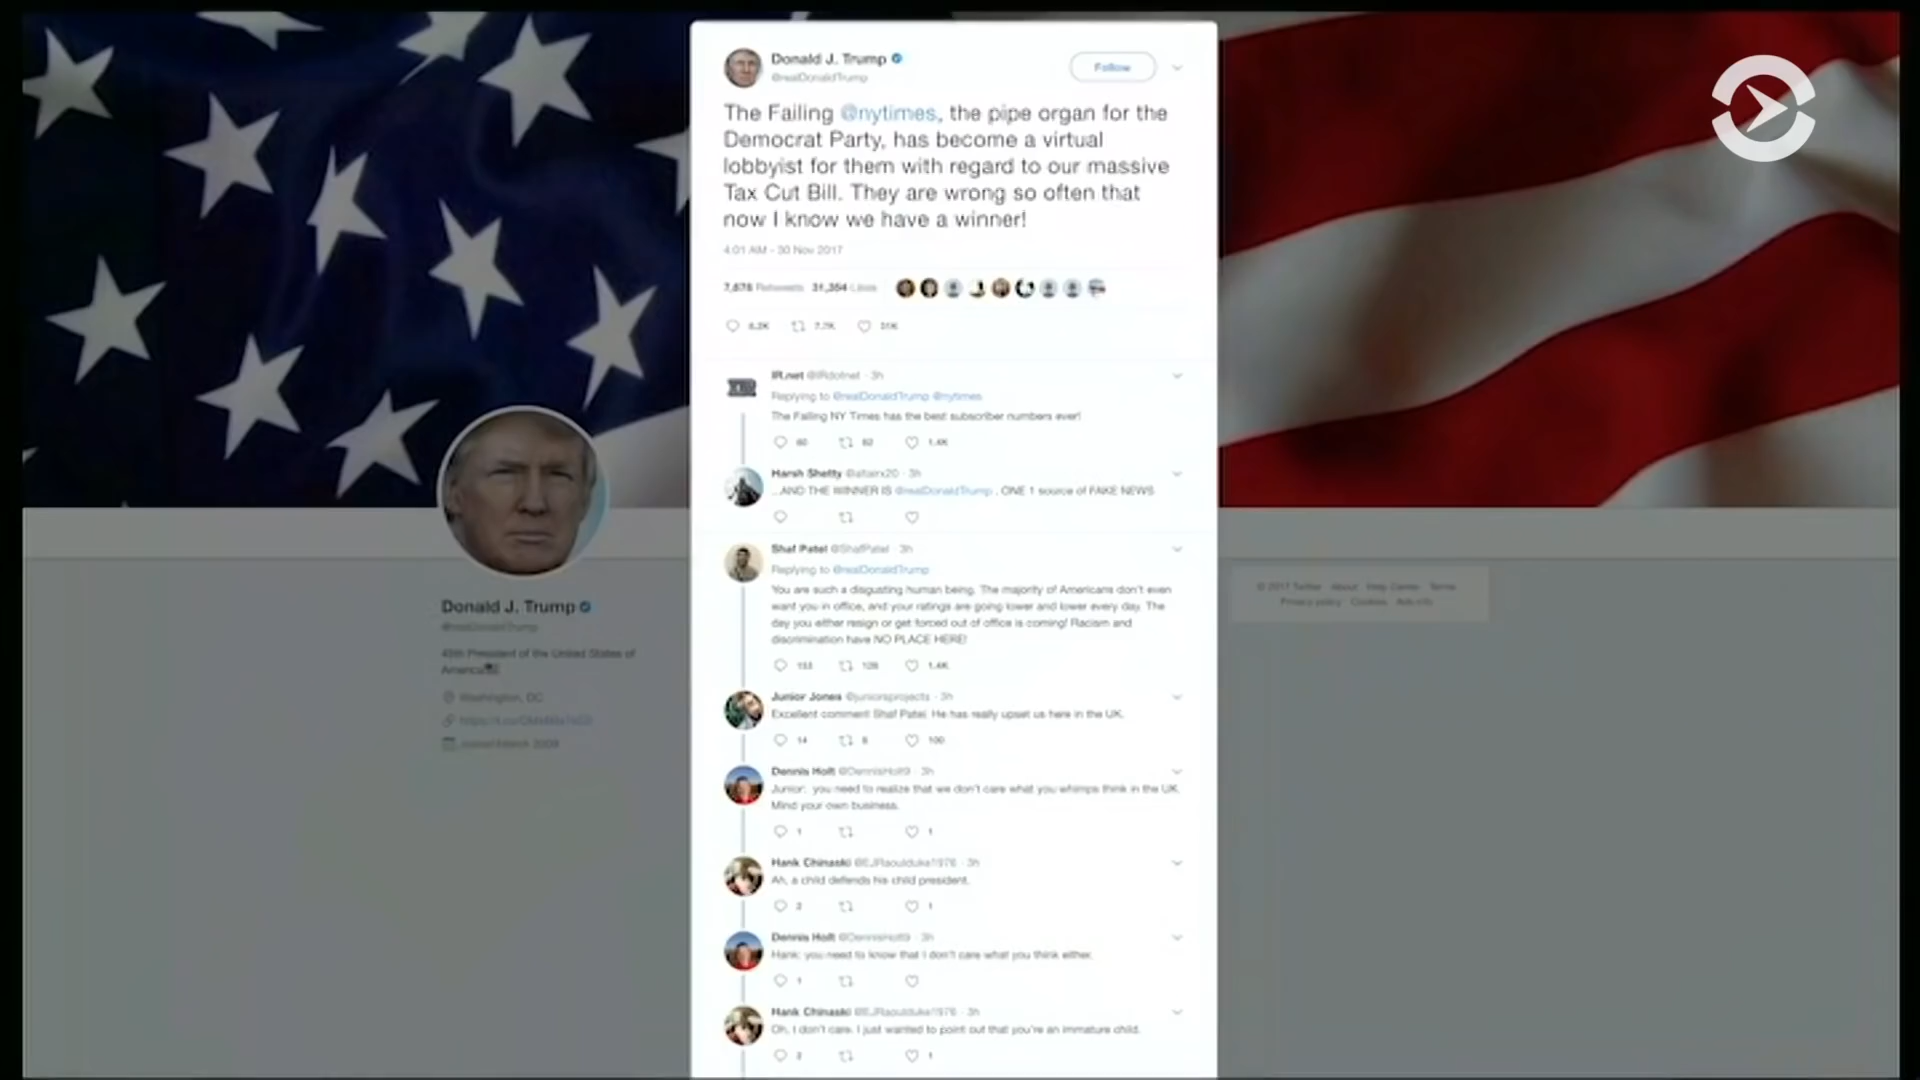 Donald J. Trump
@realDonaldTrump
Follow
The Failing @nytimes, the pipe organ for the
Democrat Party, has become a virtual
lobbyist for them with regard to our massive
Tax Cut Bill. They are wrong so often that
now I know we have a winner!
4:01 AM - 30 Nov 2017
7,676 Retweets 31,354 Likes
8.2K 7.7K 31K
IR.net @IRdotnet · 3h
Replying to @realDonaldTrump @nytimes
The Failing NY Times has the best subscriber numbers ever!
60 82 1.4K
Harsh Shetty @altairx20 · 3h
...AND THE WINNER IS @realDonaldTrump . ONE 1 source of FAKE NEWS
Shaf Patel @ShafPatel · 3h
Replying to @realDonaldTrump
You are such a disgusting human being. The majority of Americans don't even
want you in office, and your ratings are going lower and lower every day. The
day you either resign or get forced out of office is coming! Racism and
discrimination have NO PLACE HERE!
153 126 1.4K
Junior Jones @juniorsprojects · 3h
Excellent comment Shaf Patel. He has really upset us here in the UK.
14 6 100
Dennis Holt @DennisHolt9 · 3h
Junior: you need to realize that we don't care what you whimps think in the UK.
Mind your own business.
1 1
Hank Chinaski @EJRaoulduke1976 · 3h
Ah, a child defends his child president.
2 1
Dennis Holt @DennisHolt9 · 3h
Hank: you need to know that I don't care what you think either.
1
Hank Chinaski @EJRaoulduke1976 · 3h
Oh, I don't care. I just wanted to point out that you're an immature child.
2 1
Donald J. Trump
@realDonaldTrump
45th President of the United States of
America
Washington, DC
Joined March 2009
© 2017 Twitter About Help Center Terms
Privacy policy Cookies Ads info